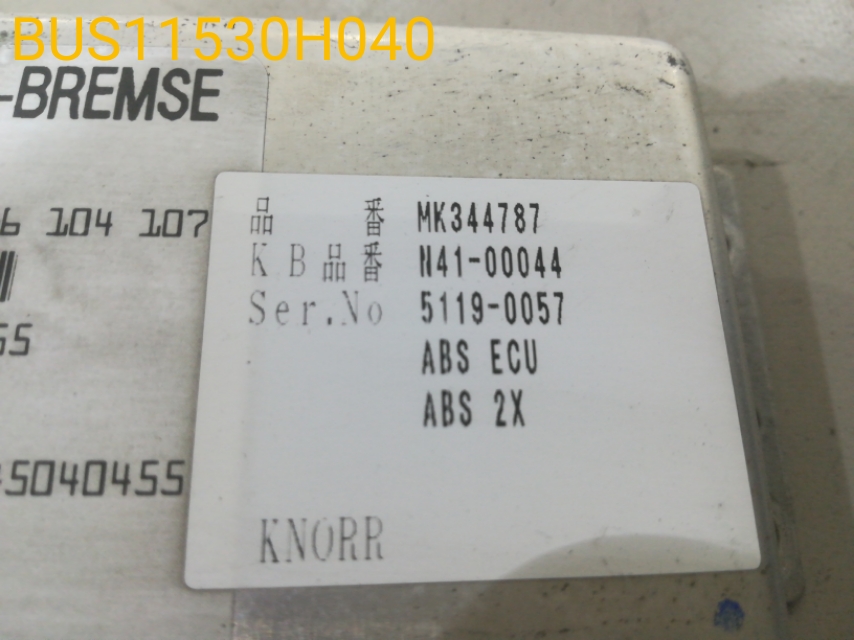 BUS11530H040
-BREMSE
6 104 107
55
5040455
品 番 MK344787
KB品番 N41-00044
Ser.No 5119-0057
ABS ECU
ABS 2X
KNORR